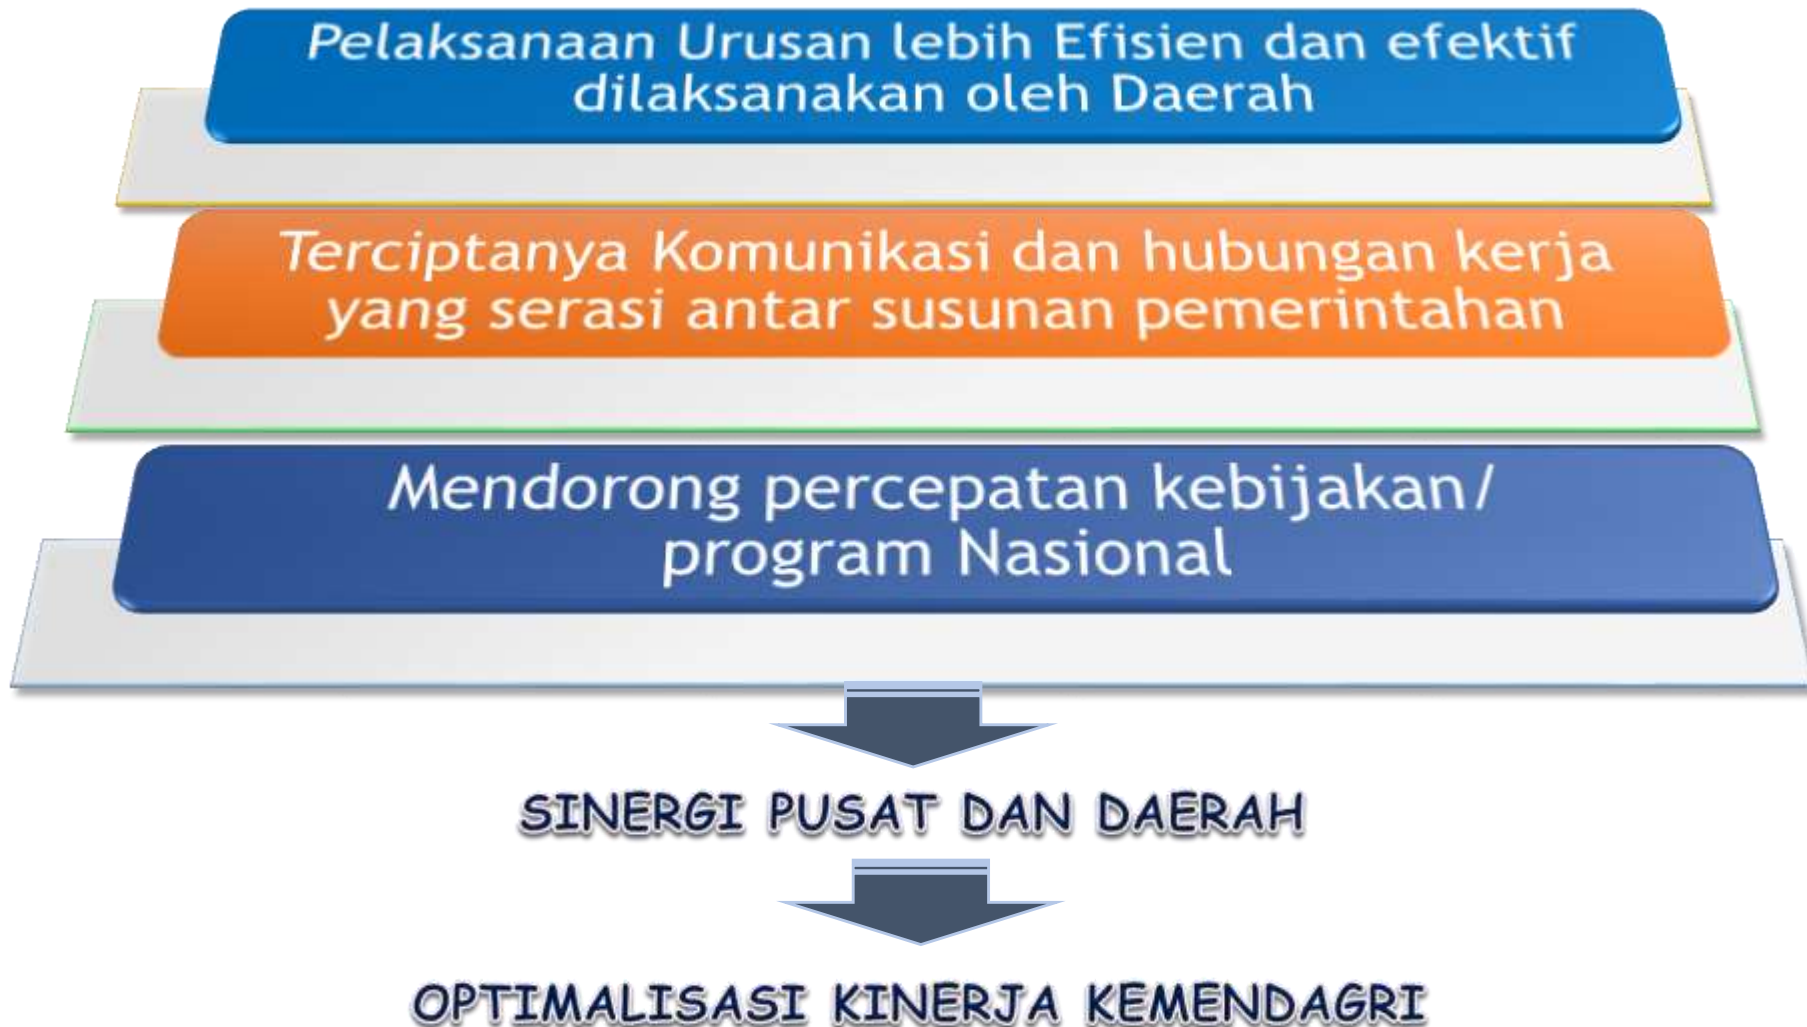 Pelaksanaan Urusan lebih Efisien dan efektif
dilaksanakan oleh Daerah
Terciptanya Komunikasi dan hubungan kerja
yang serasi antar susunan pemerintahan
Mendorong percepatan kebijakan/
program Nasional
SINERGI PUSAT DAN DAERAH
OPTIMALISASI KINERJA KEMENDAGRI